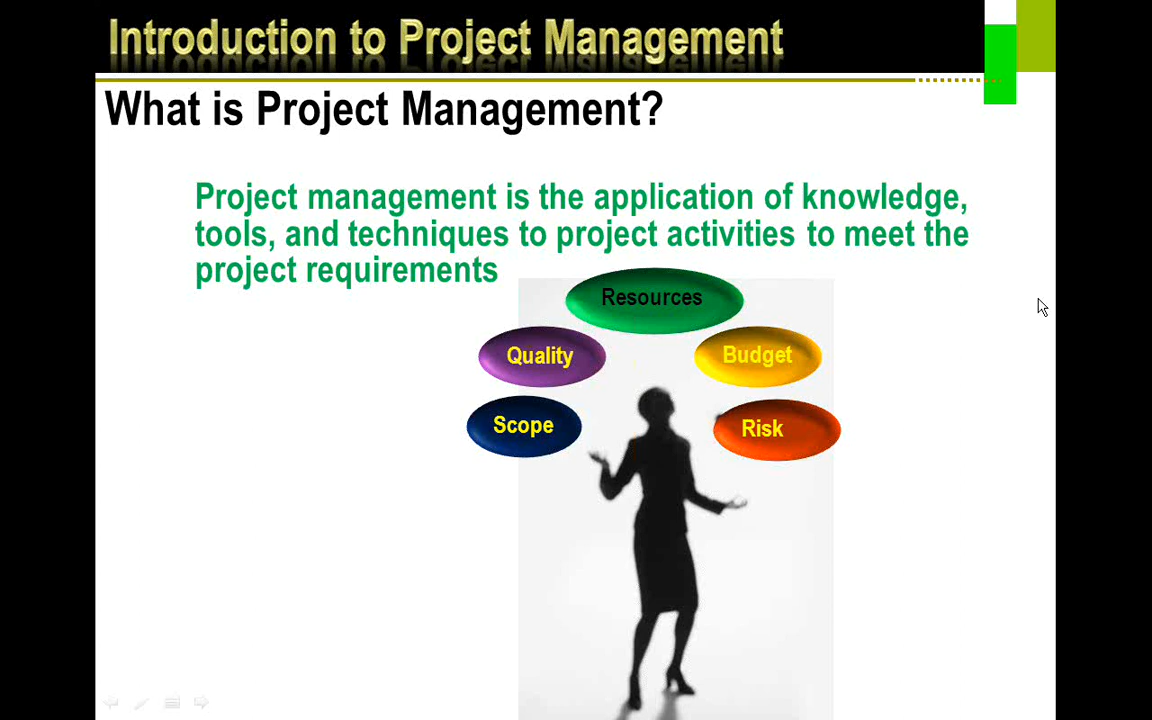 Introduction to Project Management
What is Project Management?
Project management is the application of knowledge,
tools, and techniques to project activities to meet the
project requirements
Resources
Quality
Budget
Scope
Risk